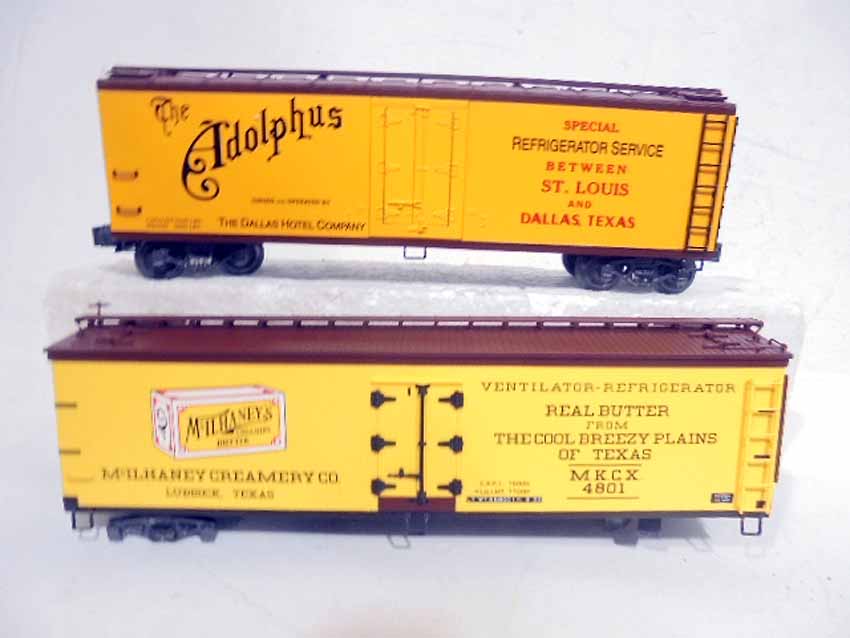 The
Adolphus
OWNED AND OPERATED BY
THE DALLAS HOTEL COMPANY
SPECIAL
REFRIGERATOR SERVICE
BETWEEN
ST. LOUIS
AND
DALLAS, TEXAS
McILHANEY'S
CREAMERY
BUTTER
McILHANEY CREAMERY CO.
LUBBOCK, TEXAS
VENTILATOR-REFRIGERATOR
REAL BUTTER
FROM
THE COOL BREEZY PLAINS
OF TEXAS
MKCX
4801